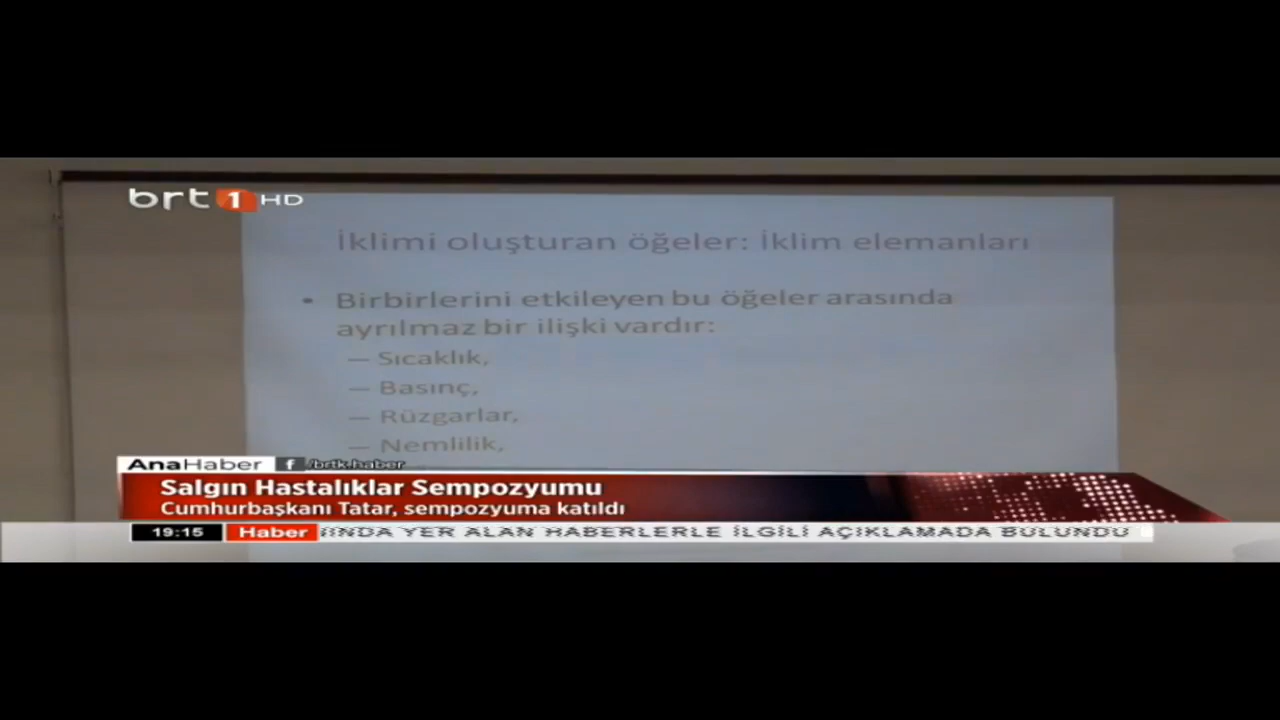 brt 1 HD
İklimi oluşturan öğeler: İklim elemanları
• Birbirlerini etkileyen bu öğeler arasında
ayrılmaz bir ilişki vardır:
— Sıcaklık,
— Basınç,
— Rüzgarlar,
— Nemlilik,
AnaHaber f /brtk.haber
Salgın Hastalıklar Sempozyumu
Cumhurbaşkanı Tatar, sempozyuma katıldı
19:15 Haber YER ALAN HABERLERLE İLGİLİ AÇIKLAMADA BULUNDU